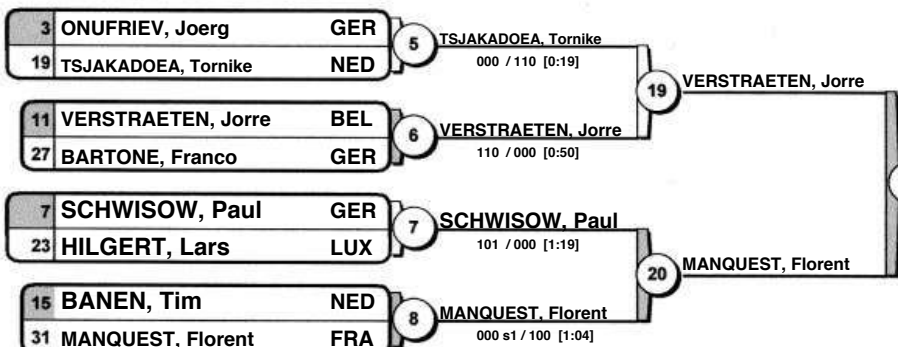 3 ONUFRIEV, Joerg GER
19 TSJAKADOEA, Tornike NED
5
TSJAKADOEA, Tornike
000 / 110 [0:19]
11 VERSTRAETEN, Jorre BEL
27 BARTONE, Franco GER
6
VERSTRAETEN, Jorre
110 / 000 [0:50]
19
VERSTRAETEN, Jorre
7 SCHWISOW, Paul GER
23 HILGERT, Lars LUX
7
SCHWISOW, Paul
101 / 000 [1:19]
15 BANEN, Tim NED
31 MANQUEST, Florent FRA
8
MANQUEST, Florent
000 s1 / 100 [1:04]
20
MANQUEST, Florent